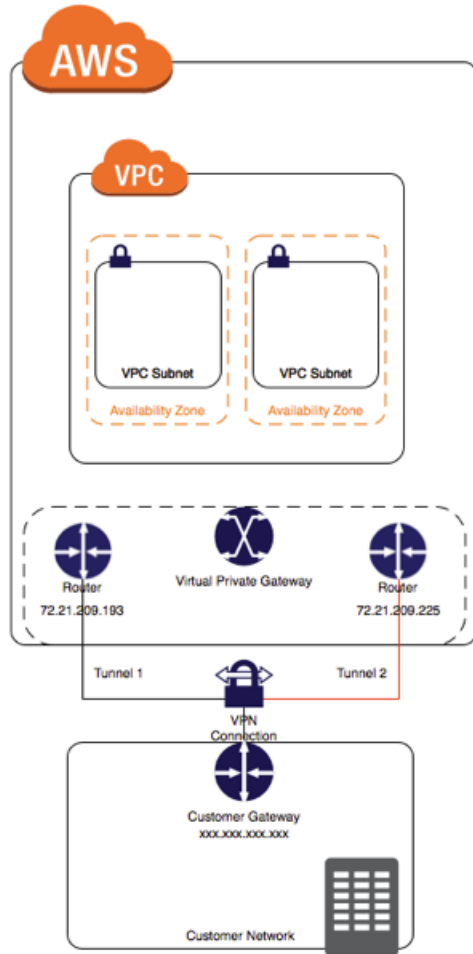 AWS
VPC
VPC Subnet
VPC Subnet
Availability Zone
Availability Zone
Router
Virtual Private Gateway
Router
72.21.209.193
72.21.209.225
Tunnel 1
Tunnel 2
VPN
Connection
Customer Gateway
xxx.xxx.xxx.xxx
Customer Network